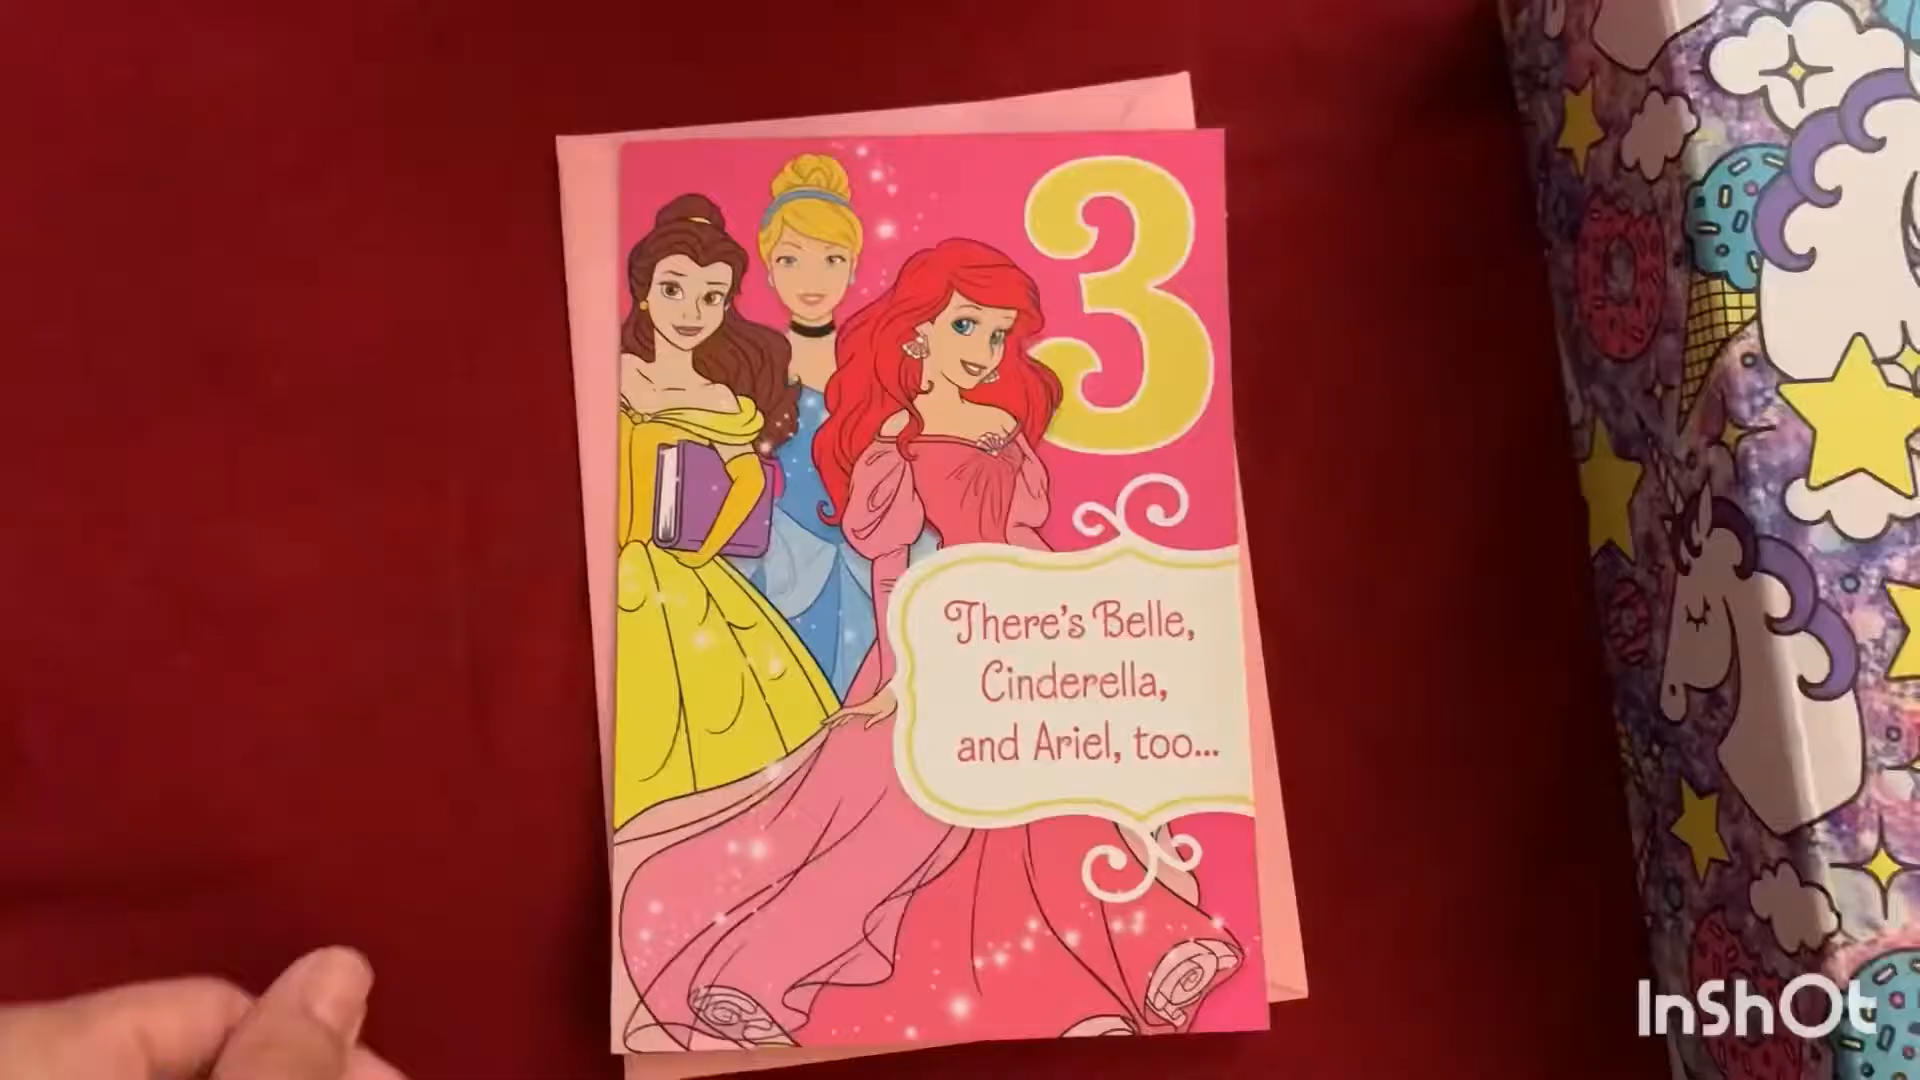 3
There's Belle,
Cinderella,
and Ariel, too...
InShOt